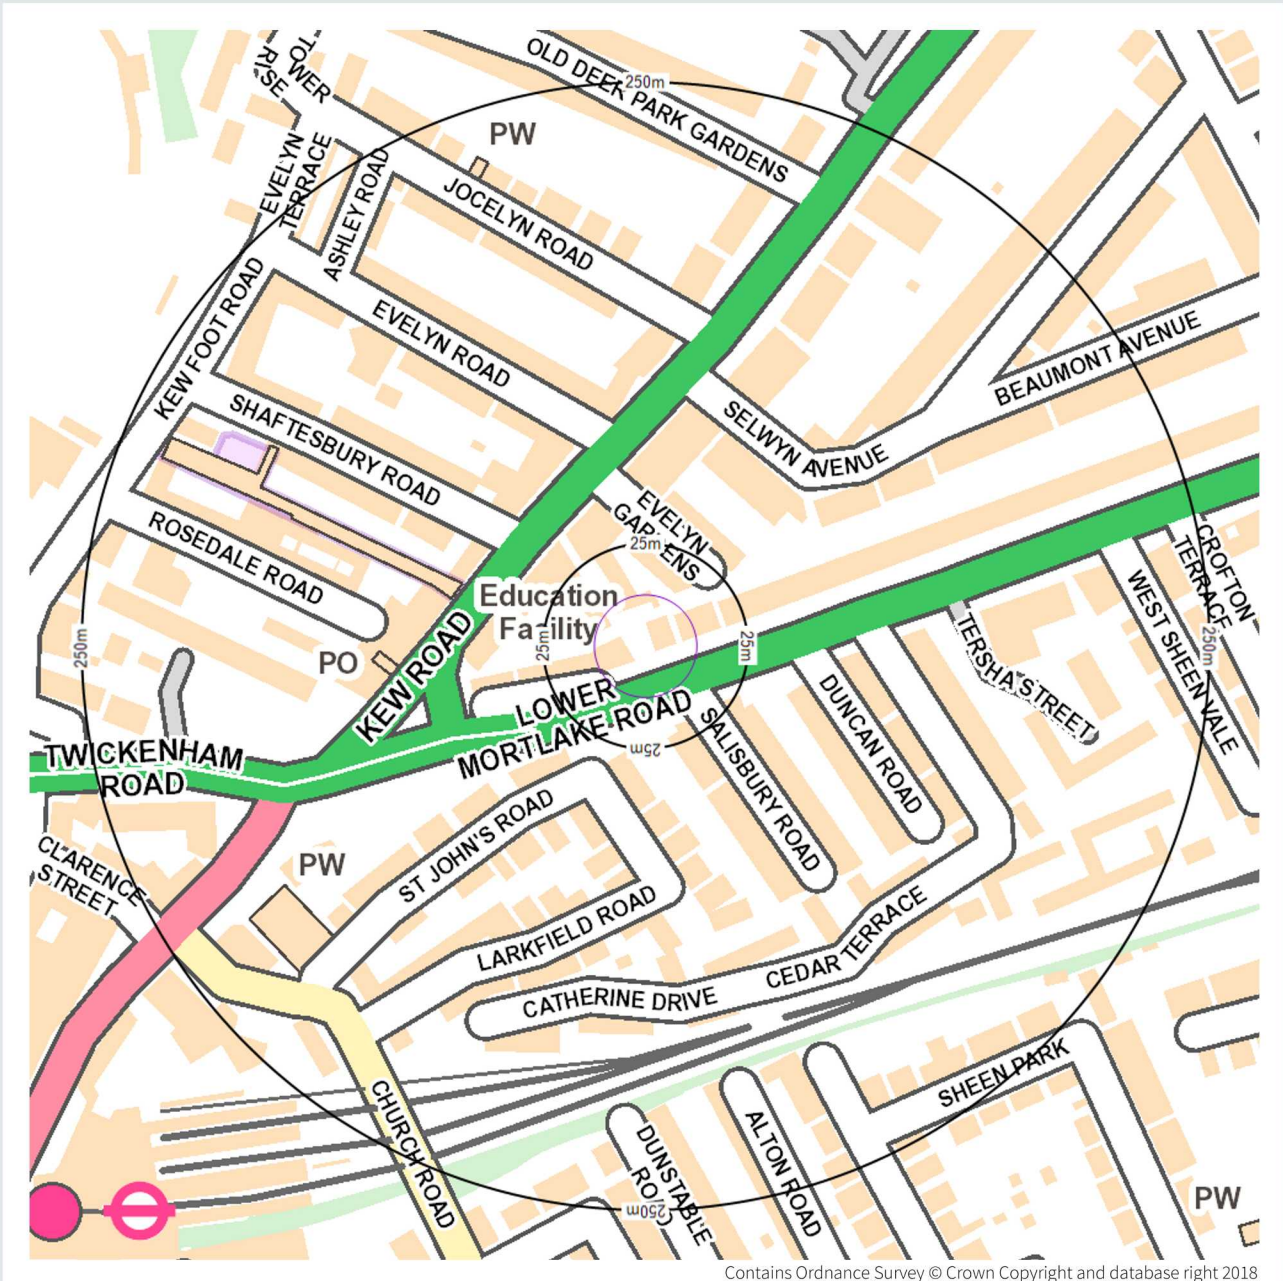 TOWER
RISE
OLD DEER PARK GARDENS
250m
PW
EVELYN
TERRACE
ASHLEY ROAD
JOCELYN ROAD
KEW FOOT ROAD
EVELYN ROAD
BEAUMONT AVENUE
SHAFTESBURY ROAD
SELWYN AVENUE
EVELYN
GARDENS
ROSEDALE ROAD
25m
Education
Facility
CROFTON
TERRACE
WEST SHEEN VALE
TERSHA STREET
250m
25m
25m
250m
PO
KEW ROAD
LOWER
MORTLAKE ROAD
25m
SALISBURY ROAD
DUNCAN ROAD
TWICKENHAM
ROAD
CLARENCE
STREET
PW
ST JOHN'S ROAD
LARKFIELD ROAD
CEDAR TERRACE
CATHERINE DRIVE
CHURCH ROAD
SHEEN PARK
DUNSTABLE
ROAD
ALTON ROAD
250m
PW
Contains Ordnance Survey © Crown Copyright and database right 2018